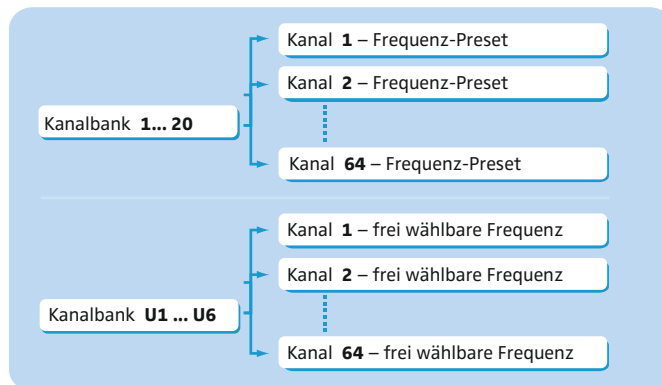 Kanal 1 – Frequenz-Preset
Kanal 2 – Frequenz-Preset
Kanalbank 1... 20
Kanal 64 – Frequenz-Preset
Kanal 1 – frei wählbare Frequenz
Kanal 2 – frei wählbare Frequenz
Kanalbank U1 ... U6
Kanal 64 – frei wählbare Frequenz